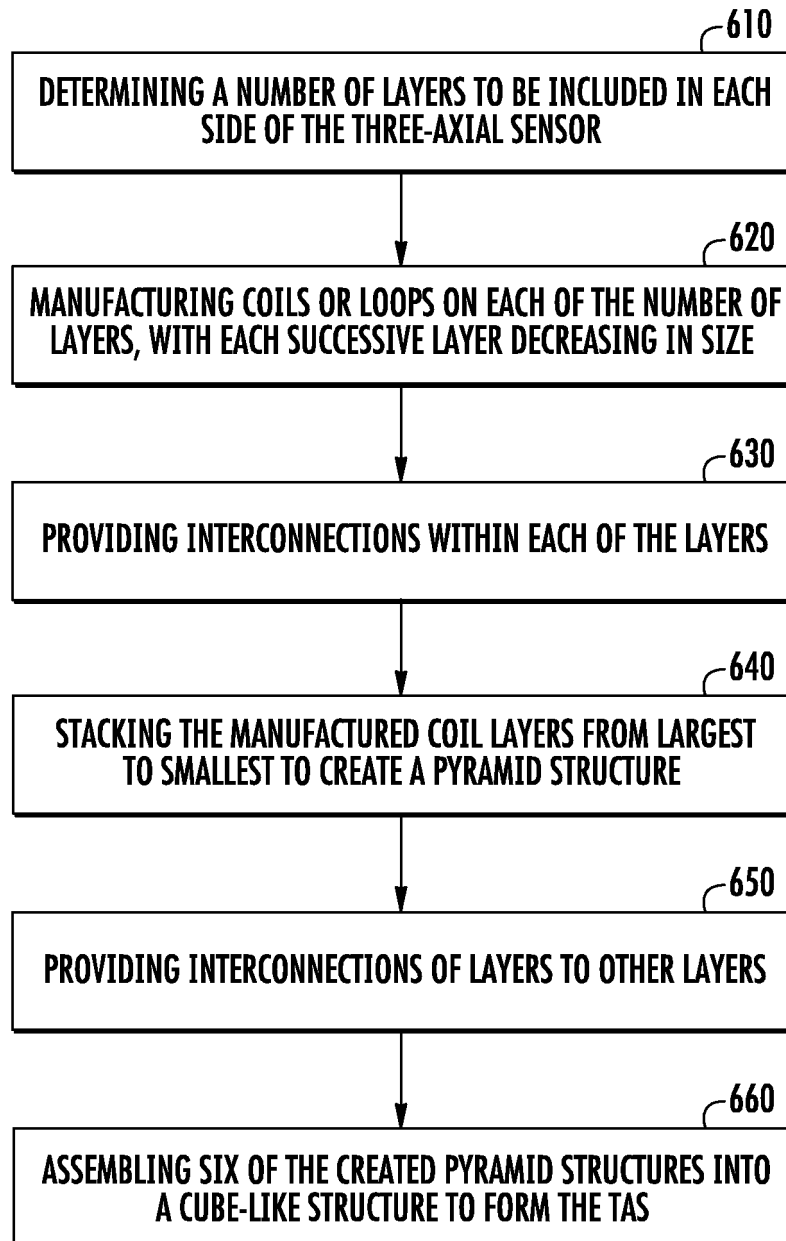 610
DETERMINING A NUMBER OF LAYERS TO BE INCLUDED IN EACH
SIDE OF THE THREE-AXIAL SENSOR
620
MANUFACTURING COILS OR LOOPS ON EACH OF THE NUMBER OF
LAYERS, WITH EACH SUCCESSIVE LAYER DECREASING IN SIZE
630
PROVIDING INTERCONNECTIONS WITHIN EACH OF THE LAYERS
640
STACKING THE MANUFACTURED COIL LAYERS FROM LARGEST
TO SMALLEST TO CREATE A PYRAMID STRUCTURE
650
PROVIDING INTERCONNECTIONS OF LAYERS TO OTHER LAYERS
660
ASSEMBLING SIX OF THE CREATED PYRAMID STRUCTURES INTO
A CUBE-LIKE STRUCTURE TO FORM THE TAS